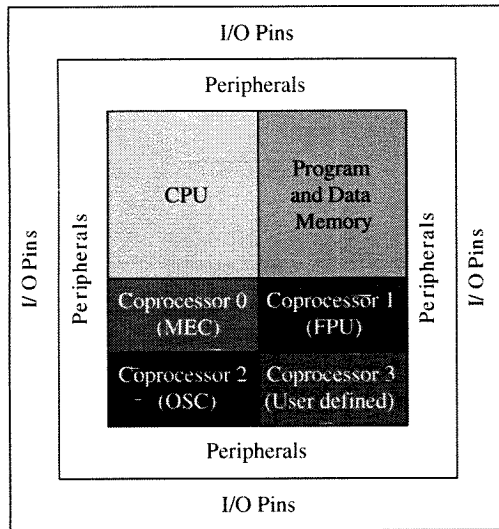 I/O Pins
Peripherals
CPU
Program
and Data
Memory
I/O Pins
Peripherals
Peripherals
I/O Pins
Coprocessor 0
(MEC)
Coprocessor 1
(FPU)
Coprocessor 2
(OSC)
Coprocessor 3
(User defined)
Peripherals
I/O Pins